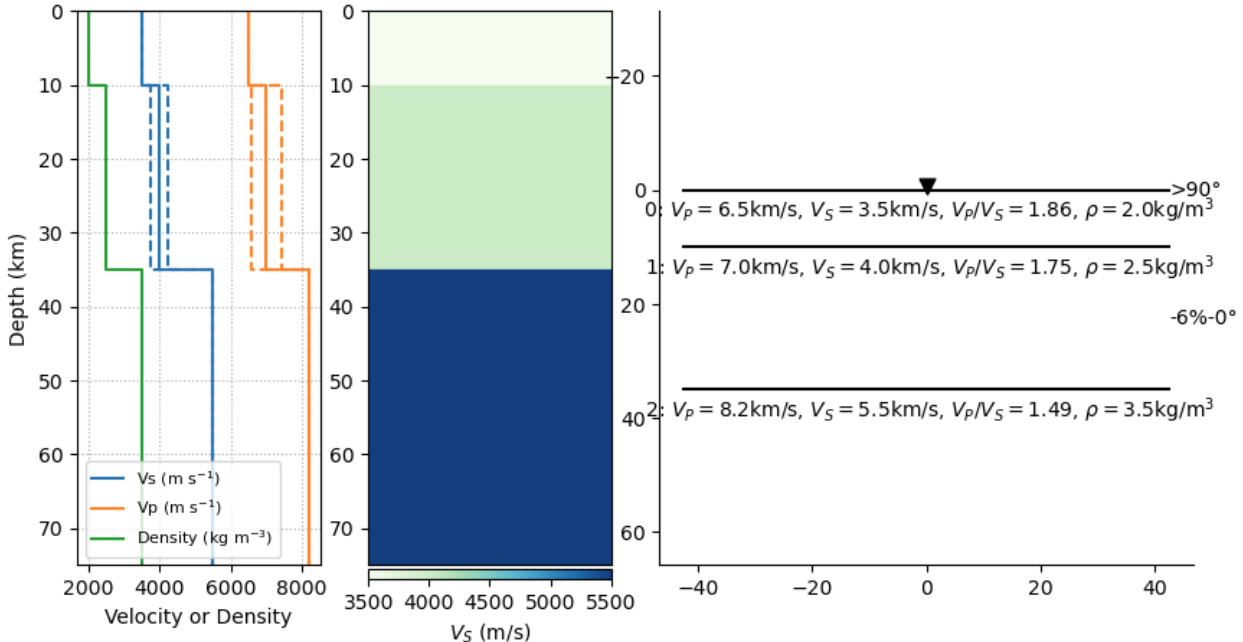 0
10
20
30
40
50
60
70
Depth (km)
Vs (m s⁻¹)
Vp (m s⁻¹)
Density (kg m⁻³)
2000 4000 6000 8000
Velocity or Density
0
10
20
30
40
50
60
70
3500 4000 4500 5000 5500
V_S (m/s)
−20
0
20
40
60
>90°
0: V_P = 6.5km/s, V_S = 3.5km/s, V_P/V_S = 1.86, ρ = 2.0kg/m³
1: V_P = 7.0km/s, V_S = 4.0km/s, V_P/V_S = 1.75, ρ = 2.5kg/m³
-6%-0°
2: V_P = 8.2km/s, V_S = 5.5km/s, V_P/V_S = 1.49, ρ = 3.5kg/m³
−40 −20 0 20 40